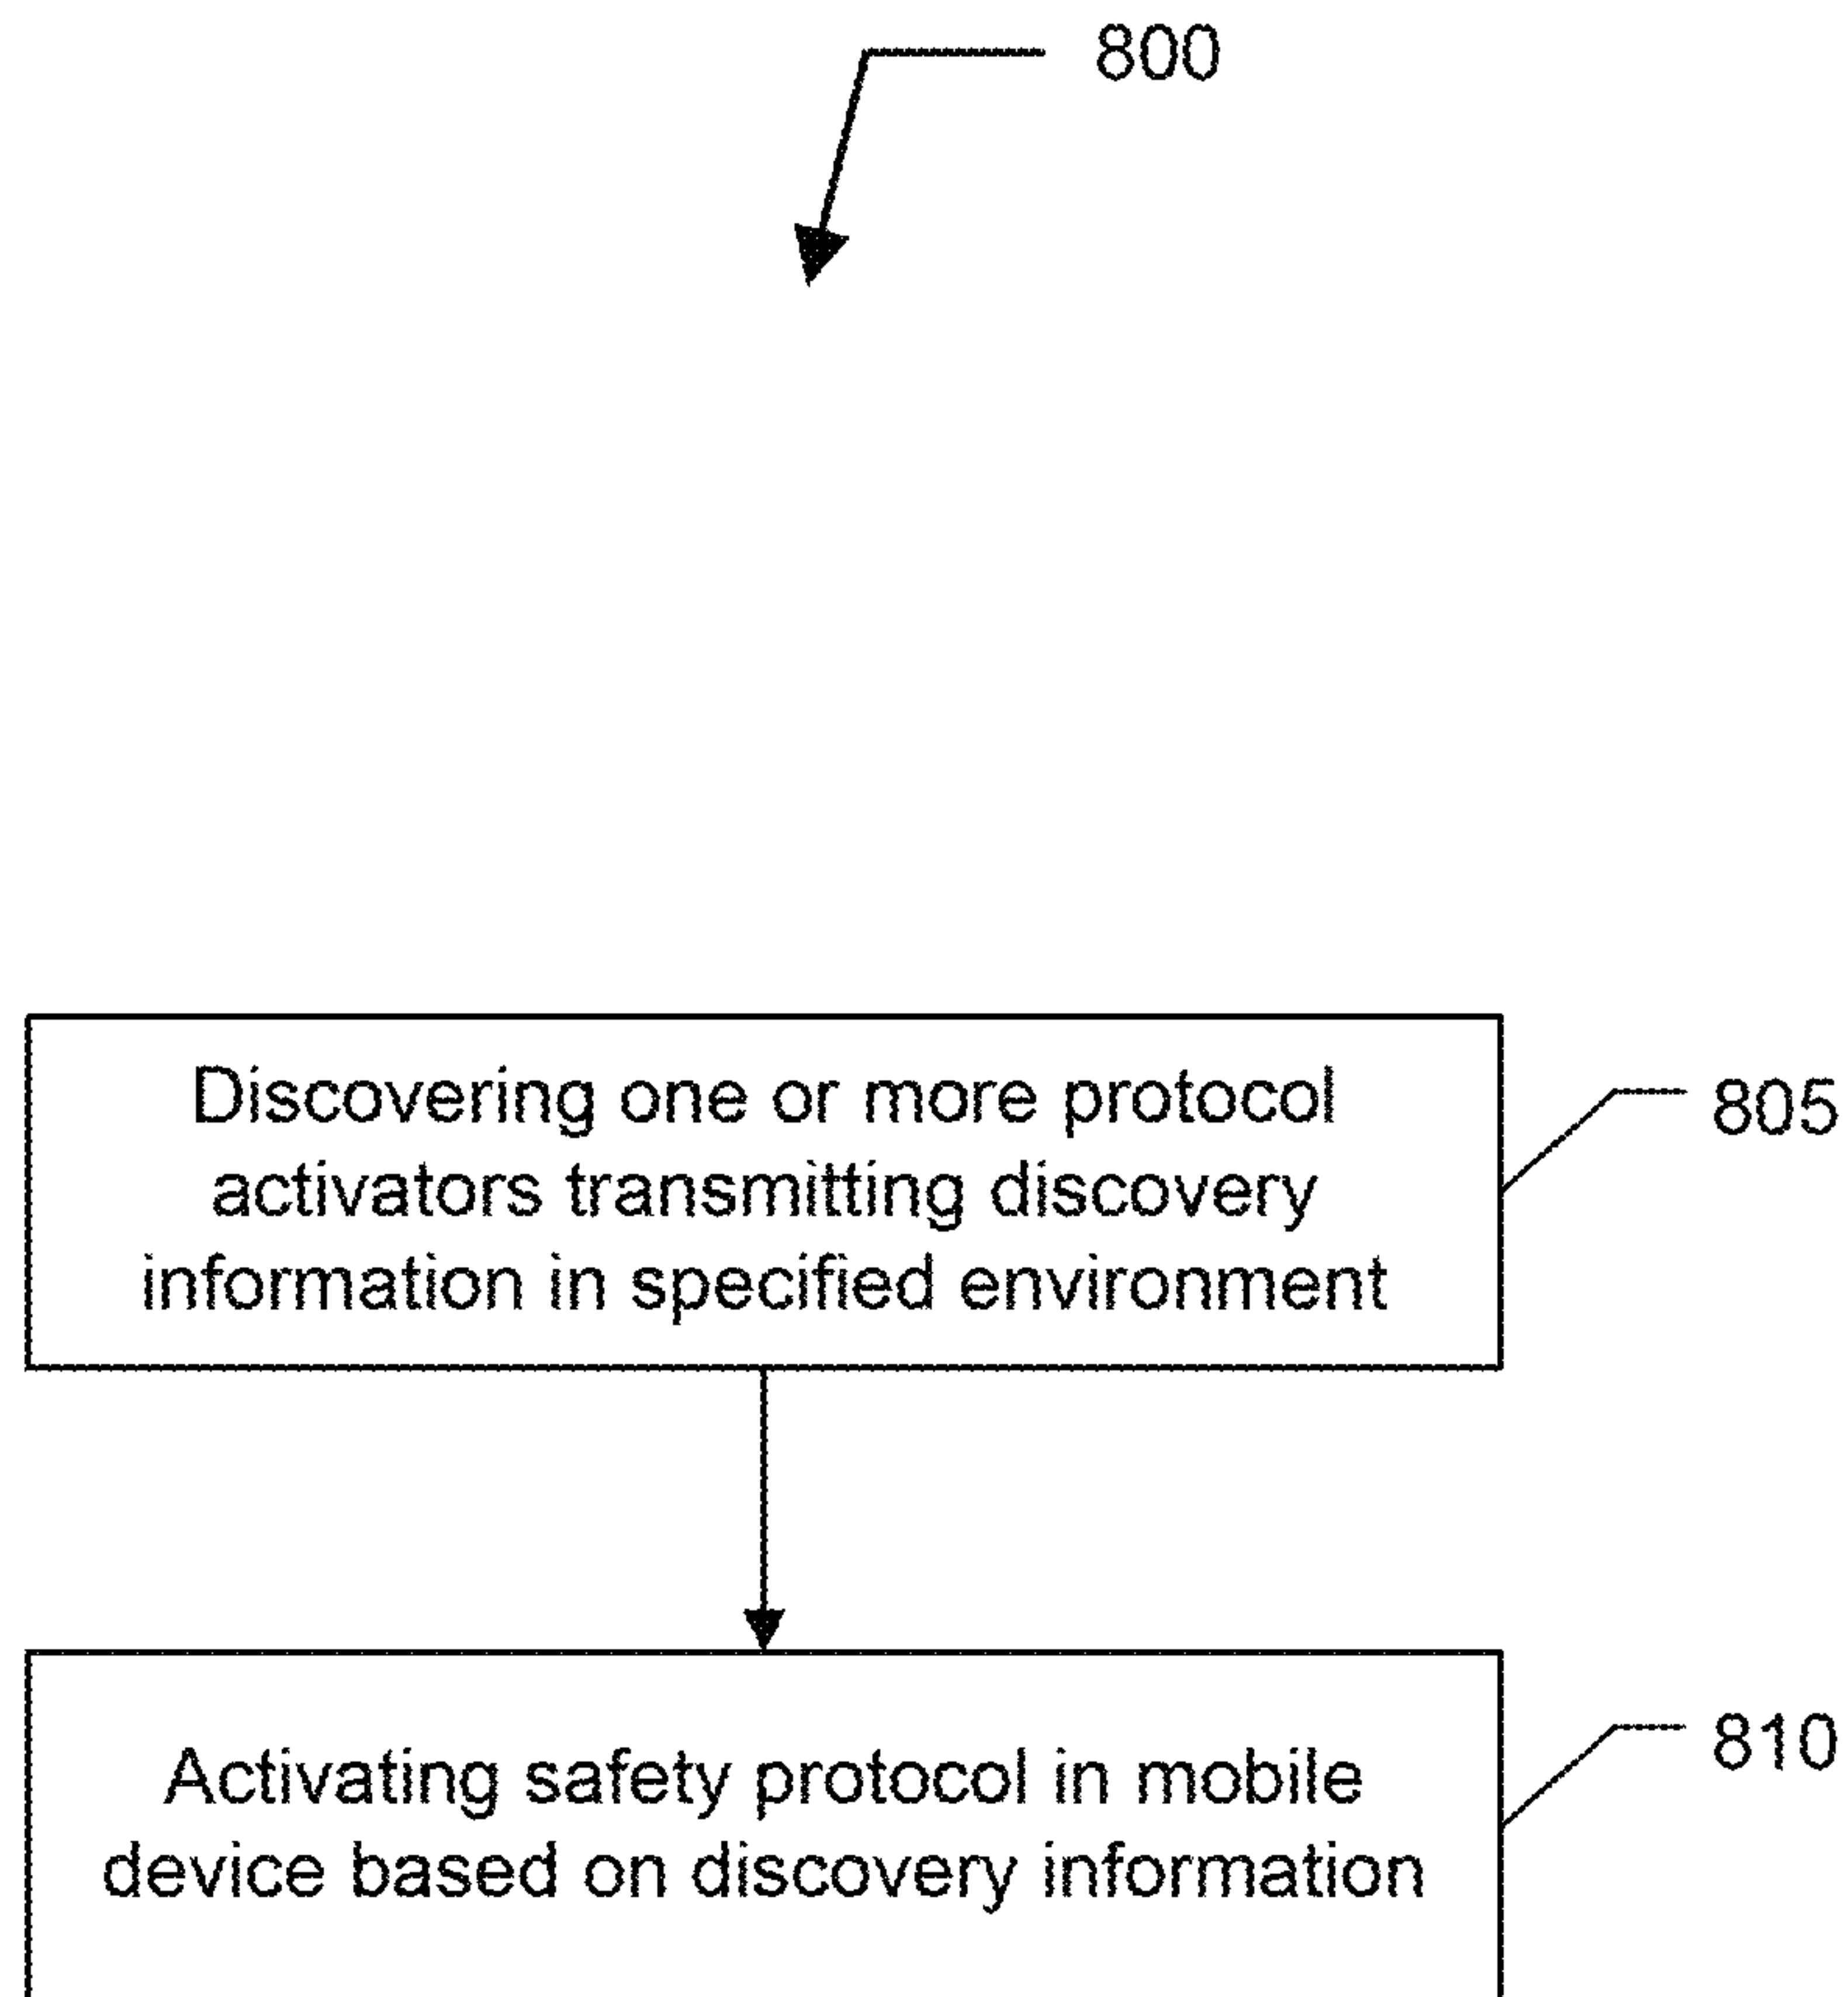 800
Discovering one or more protocol
activators transmitting discovery
information in specified environment
805
Activating safety protocol in mobile
device based on discovery information
810